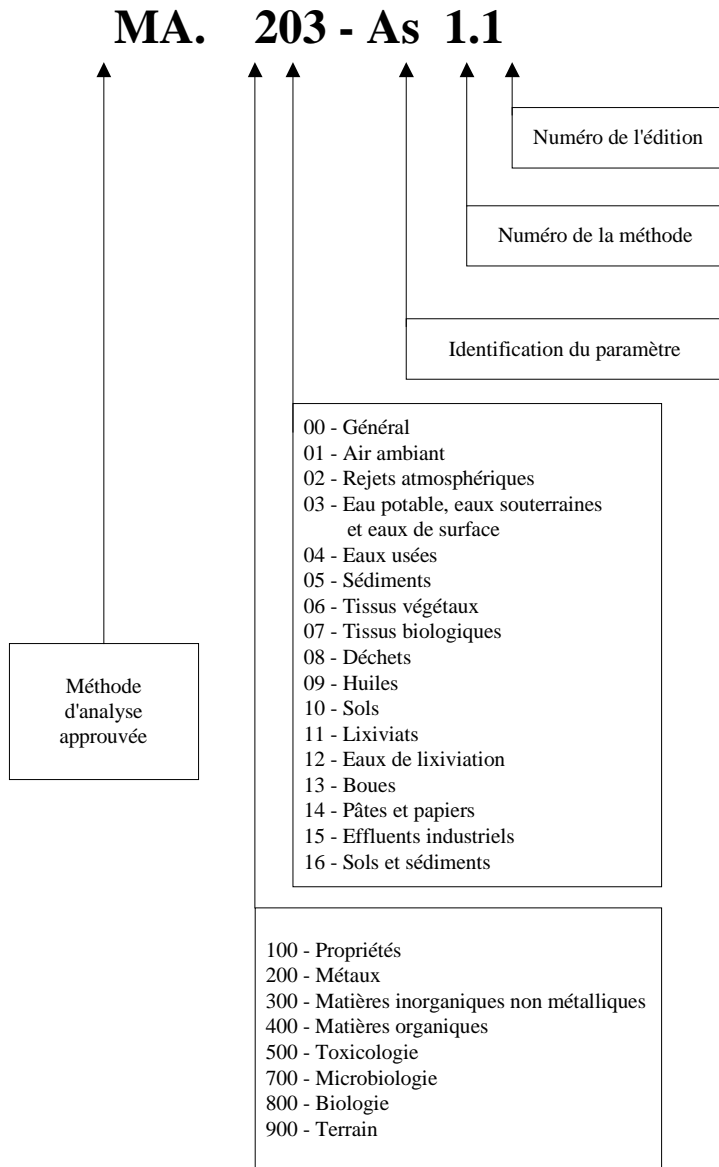 MA. 203 - As 1.1
Numéro de l'édition
Numéro de la méthode
Identification du paramètre
00 - Général
01 - Air ambiant
02 - Rejets atmosphériques
03 - Eau potable, eaux souterraines
et eaux de surface
04 - Eaux usées
05 - Sédiments
06 - Tissus végétaux
07 - Tissus biologiques
08 - Déchets
09 - Huiles
10 - Sols
11 - Lixiviats
12 - Eaux de lixiviation
13 - Boues
14 - Pâtes et papiers
15 - Effluents industriels
16 - Sols et sédiments
Méthode
d'analyse
approuvée
100 - Propriétés
200 - Métaux
300 - Matières inorganiques non métalliques
400 - Matières organiques
500 - Toxicologie
700 - Microbiologie
800 - Biologie
900 - Terrain